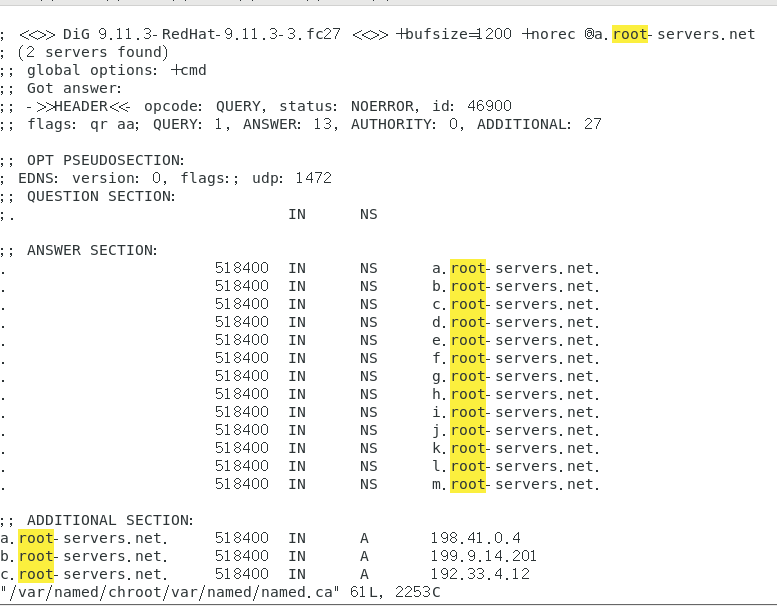 ; <<>> DiG 9.11.3-RedHat-9.11.3-3.fc27 <<>> +bufsize=1200 +norec @a.root-servers.net
; (2 servers found)
;; global options: +cmd
;; Got answer:
;; ->>HEADER<<- opcode: QUERY, status: NOERROR, id: 46900
;; flags: qr aa; QUERY: 1, ANSWER: 13, AUTHORITY: 0, ADDITIONAL: 27
;; OPT PSEUDOSECTION:
; EDNS: version: 0, flags:; udp: 1472
;; QUESTION SECTION:
;. IN NS
;; ANSWER SECTION:
. 518400 IN NS a.root-servers.net.
. 518400 IN NS b.root-servers.net.
. 518400 IN NS c.root-servers.net.
. 518400 IN NS d.root-servers.net.
. 518400 IN NS e.root-servers.net.
. 518400 IN NS f.root-servers.net.
. 518400 IN NS g.root-servers.net.
. 518400 IN NS h.root-servers.net.
. 518400 IN NS i.root-servers.net.
. 518400 IN NS j.root-servers.net.
. 518400 IN NS k.root-servers.net.
. 518400 IN NS l.root-servers.net.
. 518400 IN NS m.root-servers.net.
;; ADDITIONAL SECTION:
a.root-servers.net. 518400 IN A 198.41.0.4
b.root-servers.net. 518400 IN A 199.9.14.201
c.root-servers.net. 518400 IN A 192.33.4.12
"/var/named/chroot/var/named/named.ca" 61L, 2253C